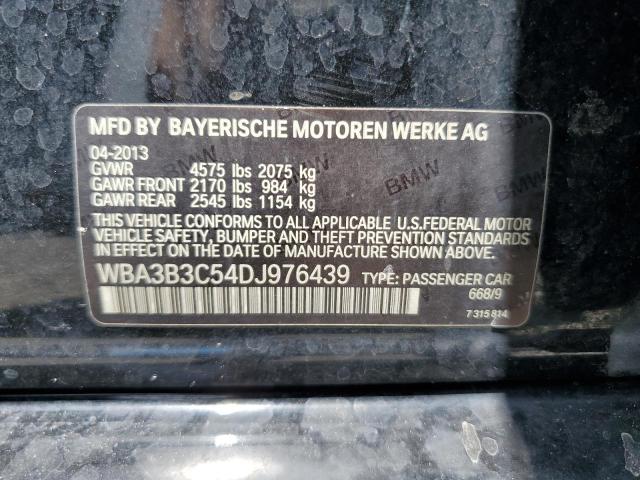 MFD BY BAYERISCHE MOTOREN WERKE AG
04-2013
GVWR 4575 lbs 2075 kg
GAWR FRONT 2170 lbs 984 kg
GAWR REAR 2545 lbs 1154 kg
THIS VEHICLE CONFORMS TO ALL APPLICABLE U.S.FEDERAL MOTOR
VEHICLE SAFETY, BUMPER AND THEFT PREVENTION STANDARDS
IN EFFECT ON THE DATE OF MANUFACTURE SHOWN ABOVE.
WBA3B3C54DJ976439 TYPE: PASSENGER CAR
668/9
7 315 814
BMW
BMW
BMW